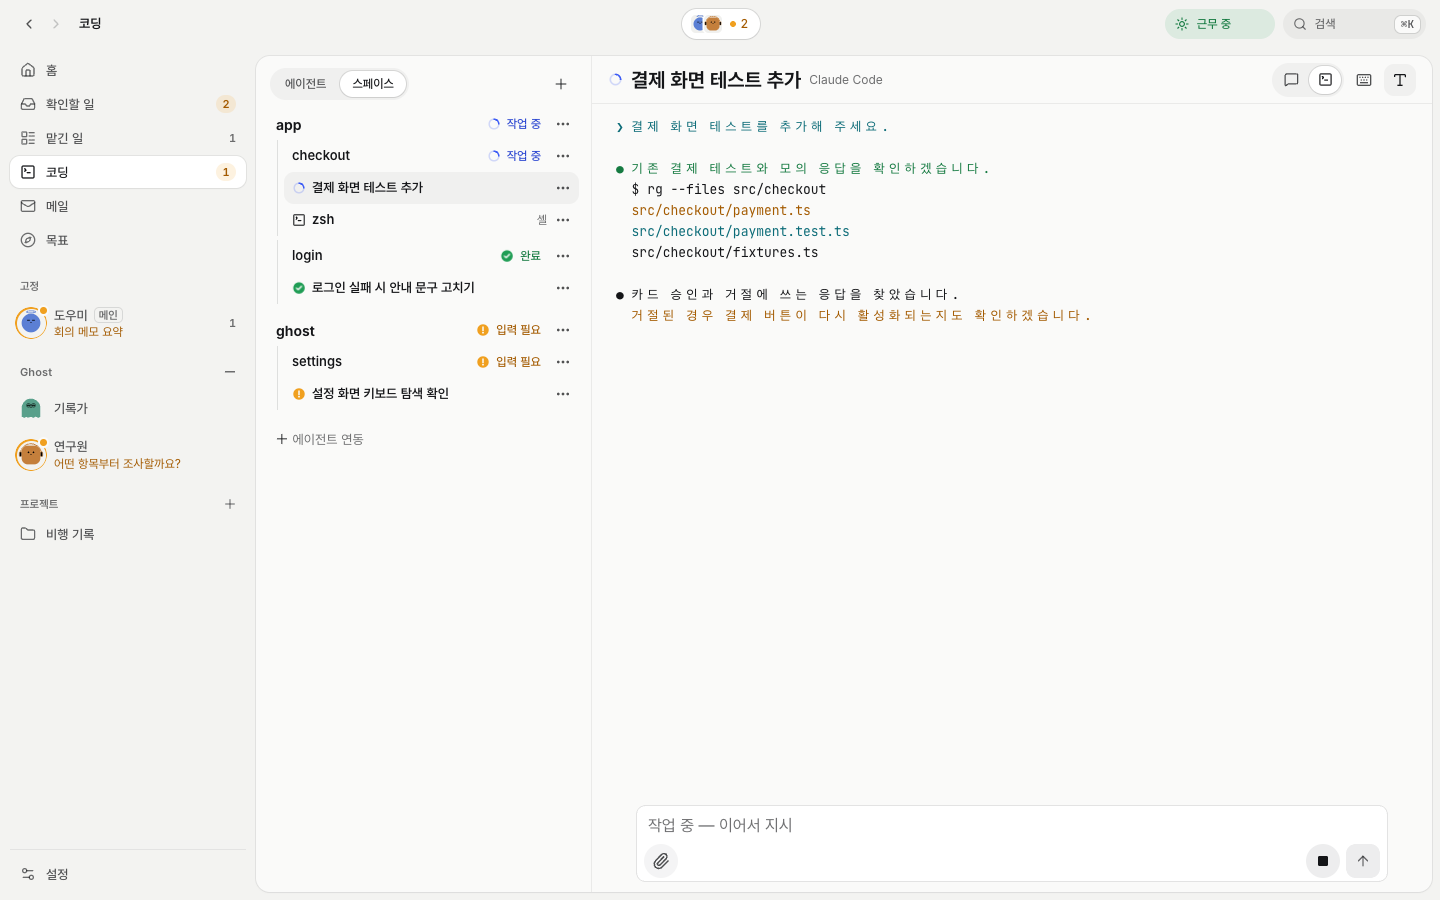 코딩
2
근무 중
검색
⌘K
홈
확인할 일
2
맡긴 일
1
코딩
1
메일
목표
고정
도우미
메인
회의 메모 요약
1
Ghost
기록가
연구원
어떤 항목부터 조사할까요?
프로젝트
비행 기록
설정
에이전트
스페이스
app
작업 중
checkout
작업 중
결제 화면 테스트 추가
zsh
셸
login
완료
로그인 실패 시 안내 문구 고치기
ghost
입력 필요
settings
입력 필요
설정 화면 키보드 탐색 확인
에이전트 연동
결제 화면 테스트 추가 Claude Code
❯ 결제 화면 테스트를 추가해 주세요.
● 기존 결제 테스트와 모의 응답을 확인하겠습니다.
$ rg --files src/checkout
src/checkout/payment.ts
src/checkout/payment.test.ts
src/checkout/fixtures.ts
● 카드 승인과 거절에 쓰는 응답을 찾았습니다.
거절된 경우 결제 버튼이 다시 활성화되는지도 확인하겠습니다.
작업 중 — 이어서 지시